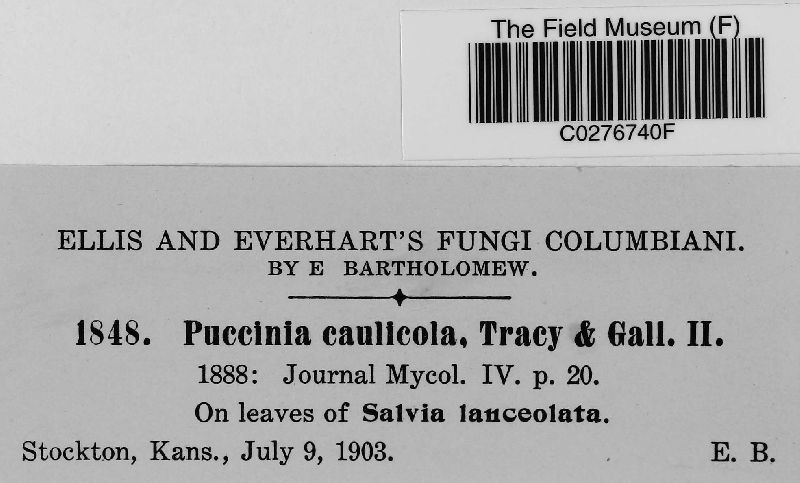 The Field Museum (F)
C0276740F
ELLIS AND EVERHART'S FUNGI COLUMBIANI.
BY E BARTHOLOMEW.
1848. Puccinia caulicola, Tracy & Gall. II.
1888: Journal Mycol. IV. p. 20.
On leaves of Salvia lanceolata.
Stockton, Kans., July 9, 1903. E. B.